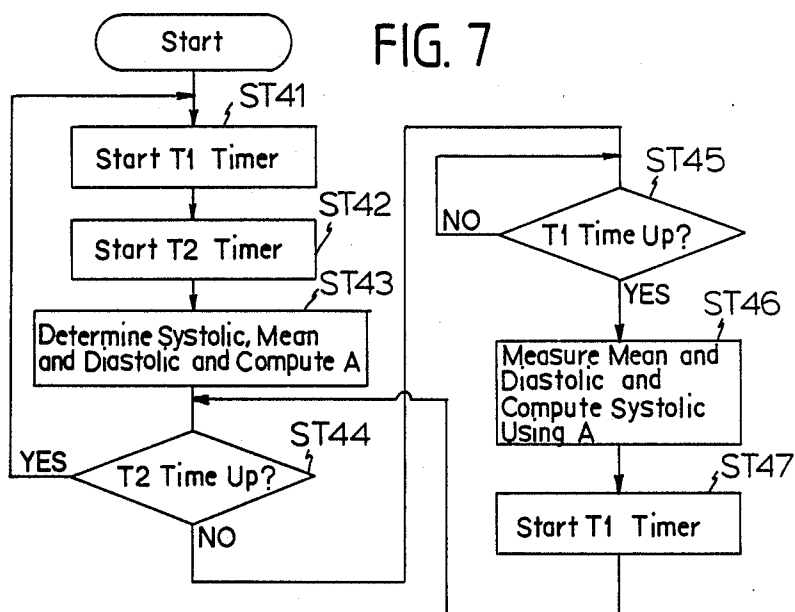 FIG. 7
Start
ST41
Start T1 Timer
ST42
Start T2 Timer
ST43
Determine Systolic, Mean
and Diastolic and Compute A
ST44
YES
T2 Time Up?
NO
ST45
NO
T1 Time Up?
YES
ST46
Measure Mean and
Diastolic and
Compute Systolic
Using A
ST47
Start T1 Timer